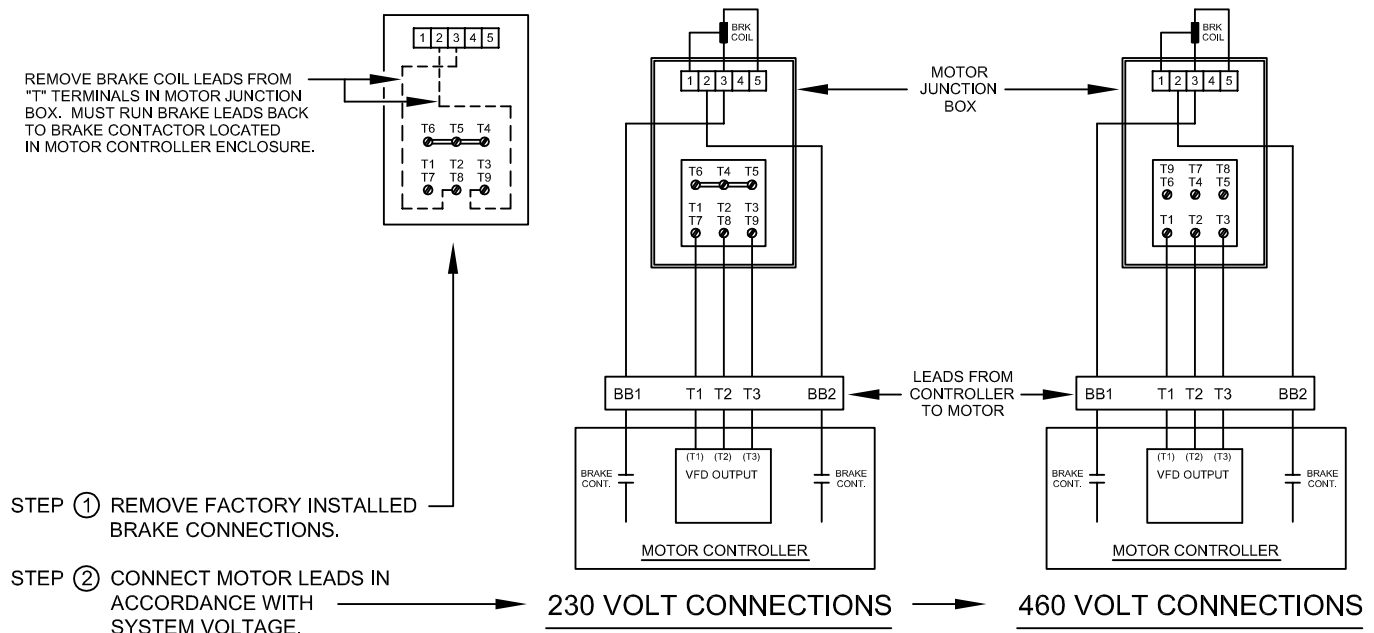 1 2 3 4 5
REMOVE BRAKE COIL LEADS FROM
"T" TERMINALS IN MOTOR JUNCTION
BOX. MUST RUN BRAKE LEADS BACK
TO BRAKE CONTACTOR LOCATED
IN MOTOR CONTROLLER ENCLOSURE.
T6 T5 T4
T1 T2 T3
T7 T8 T9
STEP 1 REMOVE FACTORY INSTALLED
BRAKE CONNECTIONS.
STEP 2 CONNECT MOTOR LEADS IN
ACCORDANCE WITH
SYSTEM VOLTAGE.
BRK
COIL
1 2 3 4 5
T6 T4 T5
T1 T2 T3
T7 T8 T9
BB1 T1 T2 T3 BB2
(T1) (T2) (T3)
VFD OUTPUT
BRAKE
CONT.
BRAKE
CONT.
MOTOR CONTROLLER
230 VOLT CONNECTIONS
MOTOR
JUNCTION
BOX
LEADS FROM
CONTROLLER
TO MOTOR
BRK
COIL
1 2 3 4 5
T9 T7 T8
T6 T4 T5
T1 T2 T3
BB1 T1 T2 T3 BB2
(T1) (T2) (T3)
VFD OUTPUT
BRAKE
CONT.
BRAKE
CONT.
MOTOR CONTROLLER
460 VOLT CONNECTIONS